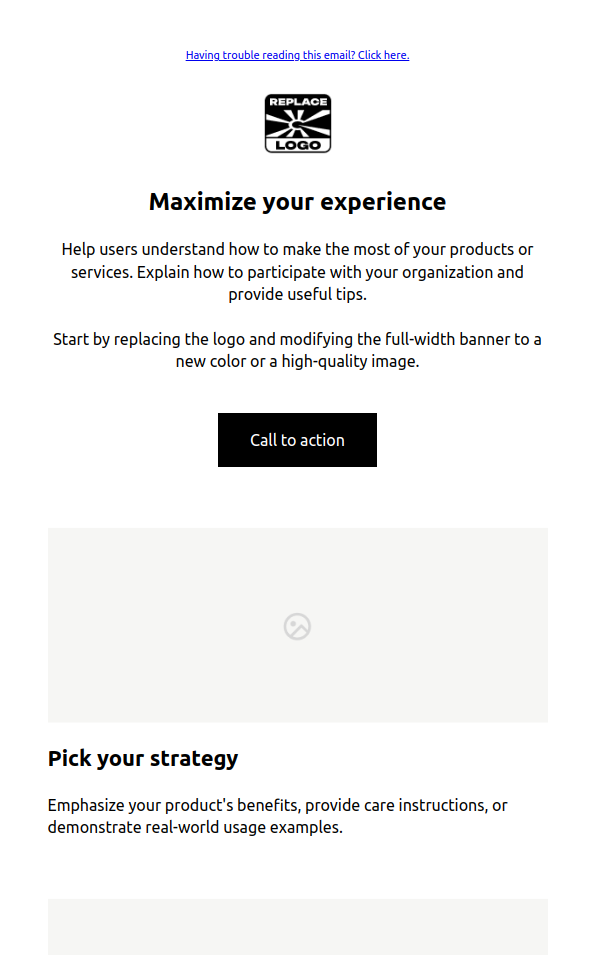 Having trouble reading this email? Click here.
REPLACE
LOGO
Maximize your experience
Help users understand how to make the most of your products or
services. Explain how to participate with your organization and
provide useful tips.
Start by replacing the logo and modifying the full-width banner to a
new color or a high-quality image.
Call to action
Pick your strategy
Emphasize your product's benefits, provide care instructions, or
demonstrate real-world usage examples.